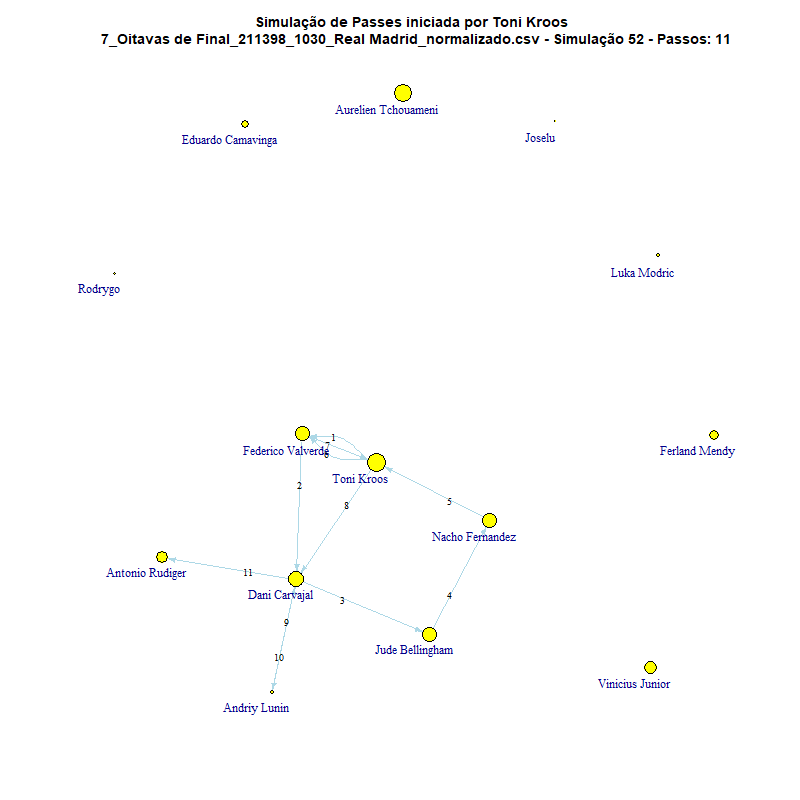 Simulação de Passes iniciada por Toni Kroos
7_Oitavas de Final_211398_1030_Real Madrid_normalizado.csv - Simulação 52 - Passos: 11
Aurelien Tchouameni
Eduardo Camavinga
Joselu
Luka Modric
Rodrygo
1
7
6
Federico Valverde
Ferland Mendy
Toni Kroos
2
8
5
Nacho Fernandez
Antonio Rudiger
11
Dani Carvajal
3
4
9
Jude Bellingham
10
Vinicius Junior
Andriy Lunin